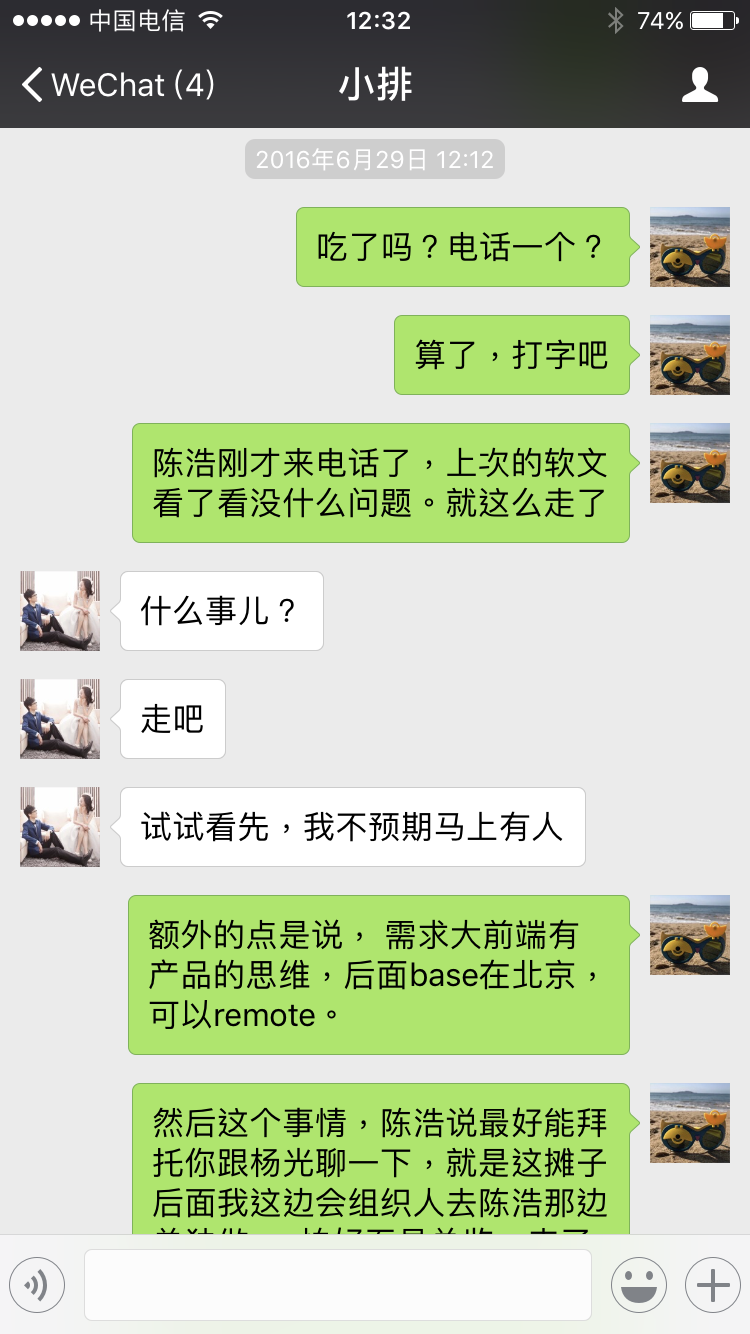 中国电信 12:32 74%
WeChat (4) 小排
2016年6月29日 12:12
吃了吗？电话一个？
算了，打字吧
陈浩刚才来电话了，上次的软文
看了看没什么问题。就这么走了
什么事儿？
走吧
试试看先，我不预期马上有人
额外的点是说， 需求大前端有
产品的思维，后面base在北京，
可以remote。
然后这个事情，陈浩说最好能拜
托你跟杨光聊一下，就是这摊子
后面我这边会组织人去陈浩那边